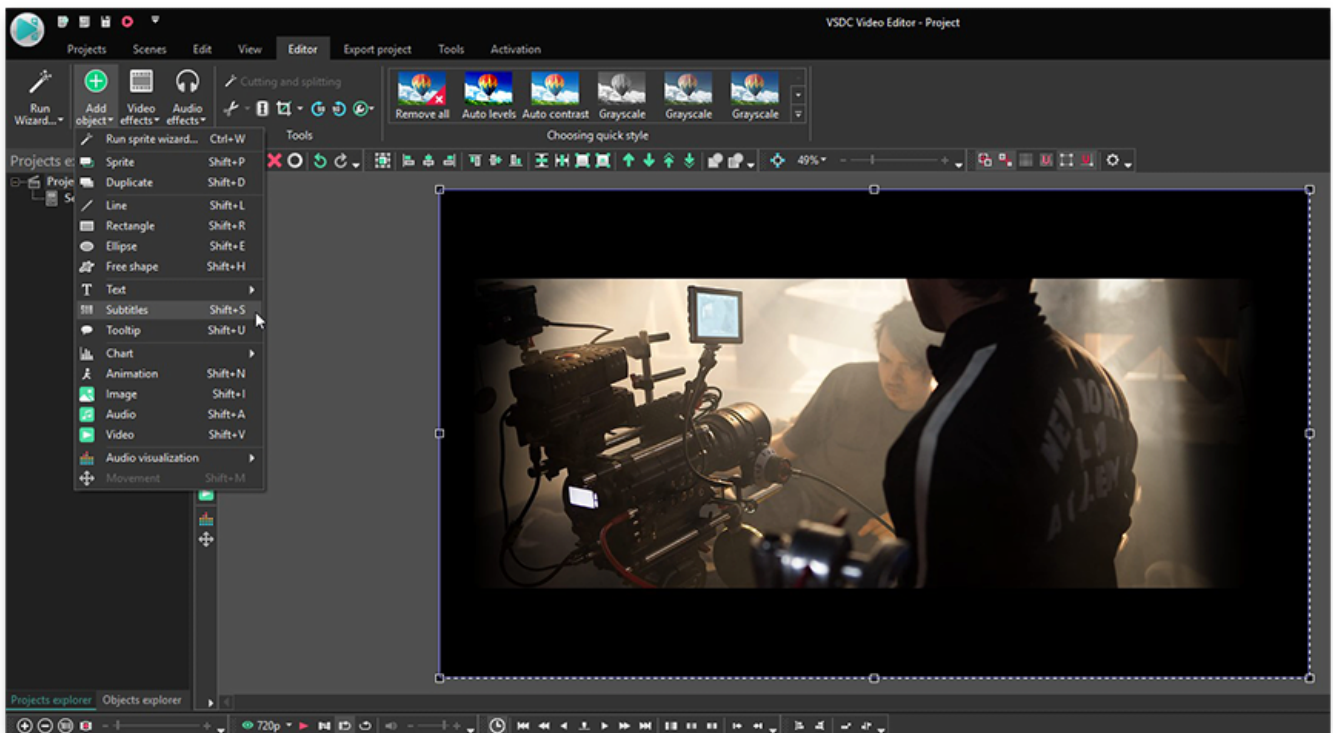 VSDC Video Editor - Project
Projects Scenes Edit View Editor Export project Tools Activation
Cutting and splitting
Run Wizard...
Add object
Video effects
Audio effects
Remove all Auto levels Auto contrast Grayscale Grayscale Grayscale
Tools
Choosing quick style
Run sprite wizard... Ctrl+W
Projects e
49%
Sprite Shift+P
Proje
Duplicate Shift+D
Se
Line Shift+L
Rectangle Shift+R
Ellipse Shift+E
Free shape Shift+H
Text
Subtitles Shift+S
Tooltip Shift+U
Chart
Animation Shift+N
Image Shift+I
Audio Shift+A
Video Shift+V
Audio visualization
Movement Shift+M
NEW
Projects explorer Objects explorer
720p